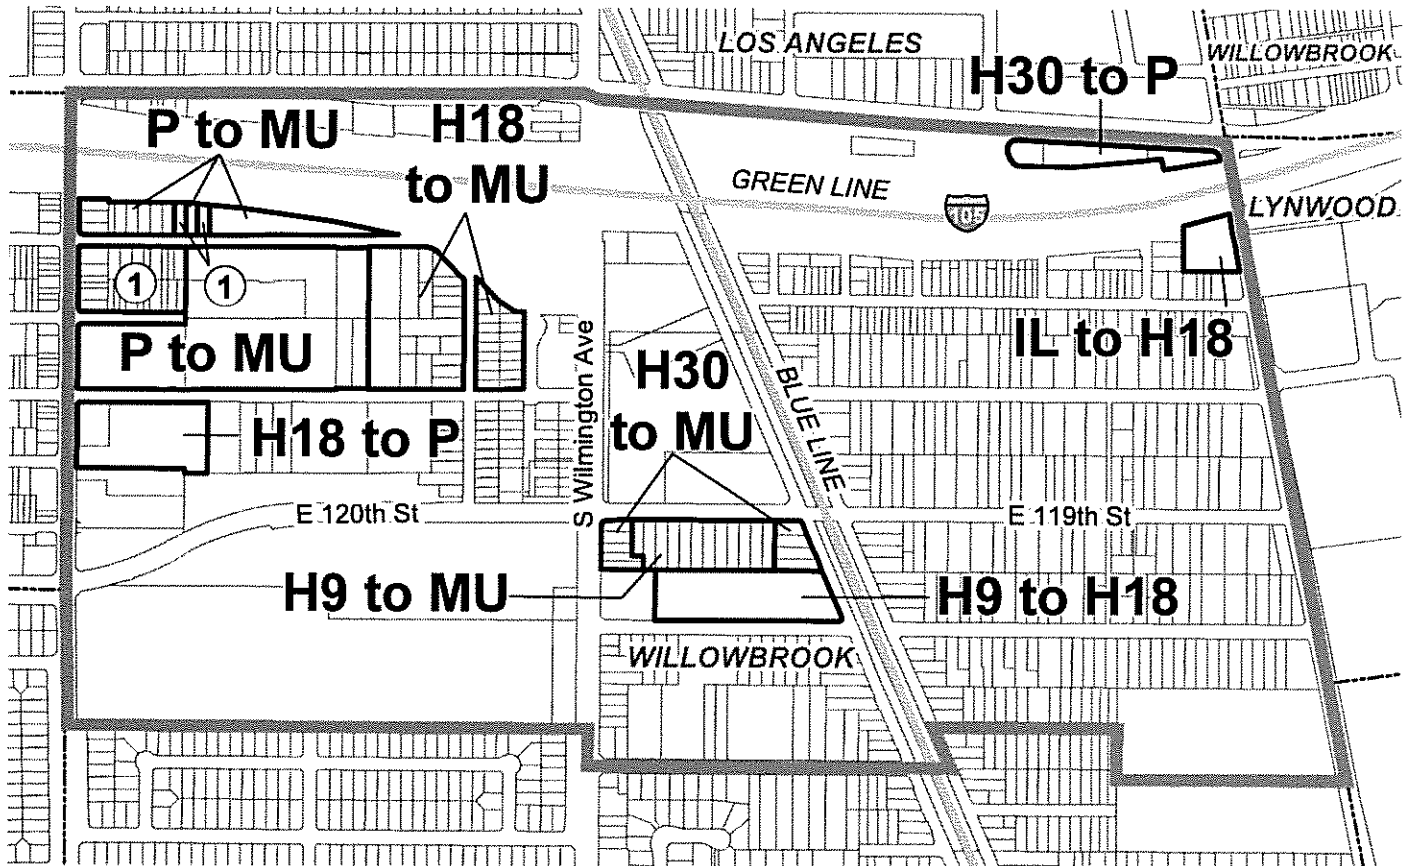 LOS ANGELES
WILLOWBROOK
H30 to P
P to MU
H18
to MU
GREEN LINE
105
LYNWOOD
1
1
P to MU
IL to H18
S Wilmington Ave
H30
to MU
BLUE LINE
H18 to P
E 120th St
E 119th St
H9 to MU
H9 to H18
WILLOWBROOK